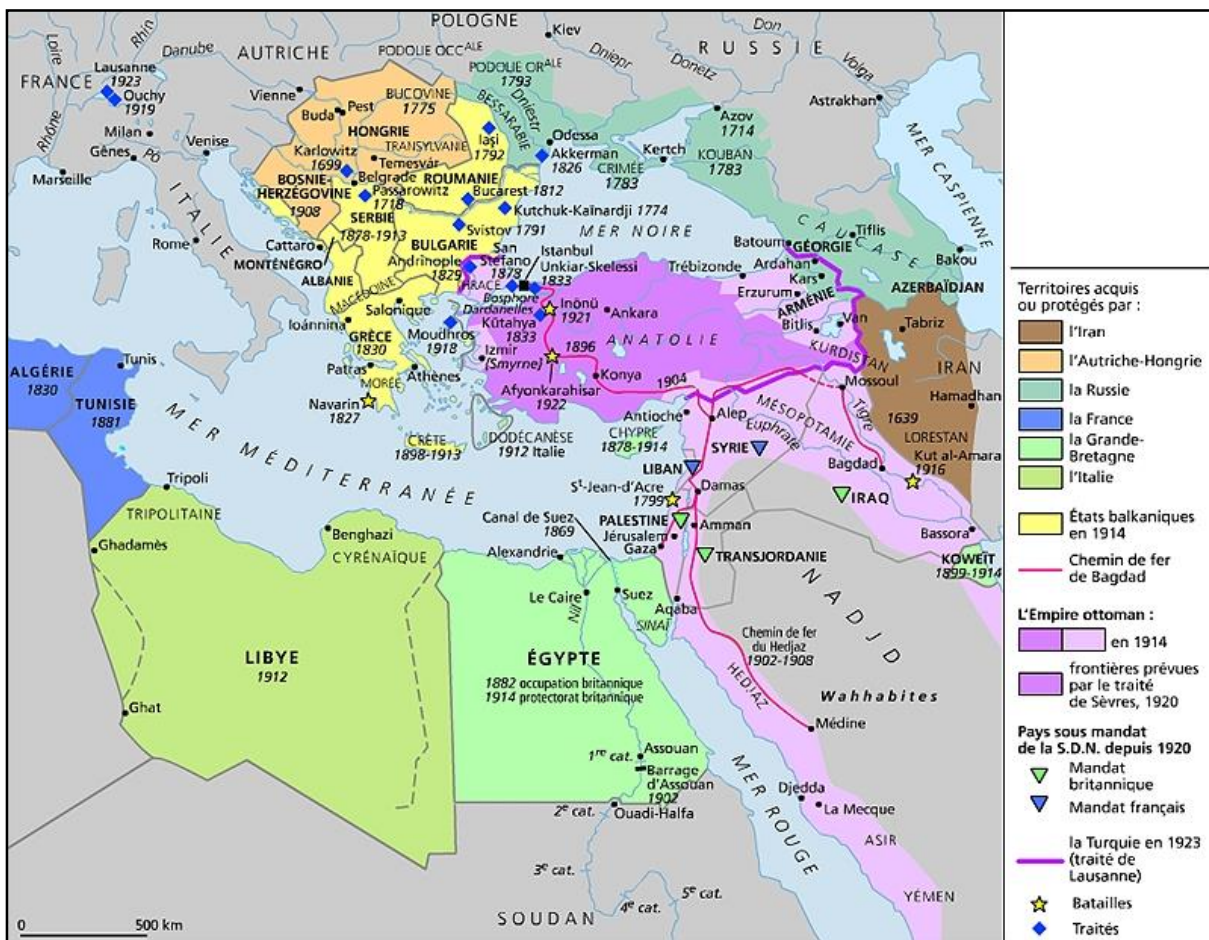 POLOGNE
Kiev
Don
Loire
Rhin
Danube
AUTRICHE
PODOLIE OCCALE
Dniepr
Donetz
RUSSIE
Volga
FRANCE
Lausanne
1923
Ouchy
1919
Vienne
PODOLIE ORALE
1793
BUCOVINE
1775
BESSARABIE
Dniestr
Astrakhan
Buda
Pest
HONGRIE
TRANSYLVANIE
Iaşi
1792
Odessa
Azov
1714
Rhône
Milan
Gênes
Pô
Venise
Karlowitz
1699
Temesvár
Akkerman
1826
Kertch
KOUBAN
1783
CRIMÉE
1783
MER CASPIENNE
Marseille
ITALIE
BOSNIE-
HERZÉGOVINE
1908
Belgrade
Passarowitz
1718
ROUMANIE
Bucarest 1812
Kutchuk-Kaïnardji 1774
SERBIE
1878-1913
Svistov 1791
MER NOIRE
CAUCASE
Rome
Cattaro
MONTÉNÉGRO
BULGARIE
Andrinople
1829
San
Stefano
1878
Istanbul
Unkiar-Skelessi
1833
Batoum
GÉORGIE
Tiflis
Bakou
Ardahan
Kars
Trébizonde
ALBANIE
MACÉDOINE
THRACE
Bosphore
Dardanelles
Inönü
1921
Erzurum
ARMÉNIE
AZERBAÏDJAN
Salonique
Ioánnina
Moudhros
1918
Kütahya
1833
Ankara
ANATOLIE
Van
Bitlis
Tabriz
GRÈCE
1830
Izmir
(Smyrne)
1896
KURDISTAN
IRAN
ALGÉRIE
1830
Tunis
TUNISIE
1881
Patras
MORÉE
Athènes
Navarin
1827
Afyonkarahisar
1922
Konya
1904
Mossoul
Hamadhan
MER MÉDITERRANÉE
CRÈTE
1898-1913
DODÉCANÈSE
1912 Italie
Antioche
CHYPRE
1878-1914
Alep
Euphrate
MÉSOPOTAMIE
Tigre
1639
LORESTAN
SYRIE
LIBAN
Bagdad
Kut al-Amara
1916
Tripoli
TRIPOLITAINE
St-Jean-d'Acre
1799
Damas
IRAQ
Ghadamès
Benghazi
CYRÉNAÏQUE
Canal de Suez
1869
PALESTINE
Jérusalem
Gaza
Amman
TRANSJORDANIE
Bassora
KOWEÏT
1899-1914
Alexandrie
Le Caire
Nil
Suez
SINAÏ
Aqaba
NADJD
LIBYE
1912
ÉGYPTE
1882 occupation britannique
1914 protectorat britannique
Chemin de fer
du Hedjaz
1902-1908
HEDJAZ
Wahhabites
Ghat
Médine
1re cat.
Assouan
Barrage
d'Assouan
1902
2e cat.
Ouadi-Halfa
MER ROUGE
Djedda
La Mecque
ASIR
3e cat.
4e cat.
5e cat.
YÉMEN
SOUDAN
0 500 km
Territoires acquis
ou protégés par :
l'Iran
l'Autriche-Hongrie
la Russie
la France
la Grande-
Bretagne
l'Italie
États balkaniques
en 1914
Chemin de fer
de Bagdad
L'Empire ottoman :
en 1914
frontières prévues
par le traité
de Sèvres, 1920
Pays sous mandat
de la S.D.N. depuis 1920
Mandat
britannique
Mandat français
la Turquie en 1923
(traité de
Lausanne)
Batailles
Traités